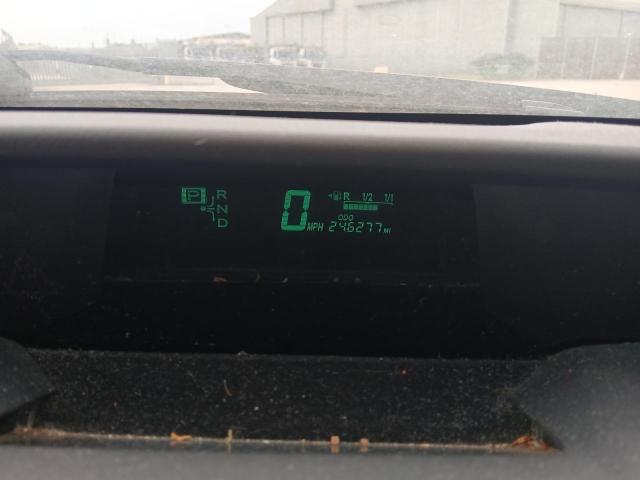 P R
N
D
0 MPH
R 1/2 1/1
ODO
246277 MI